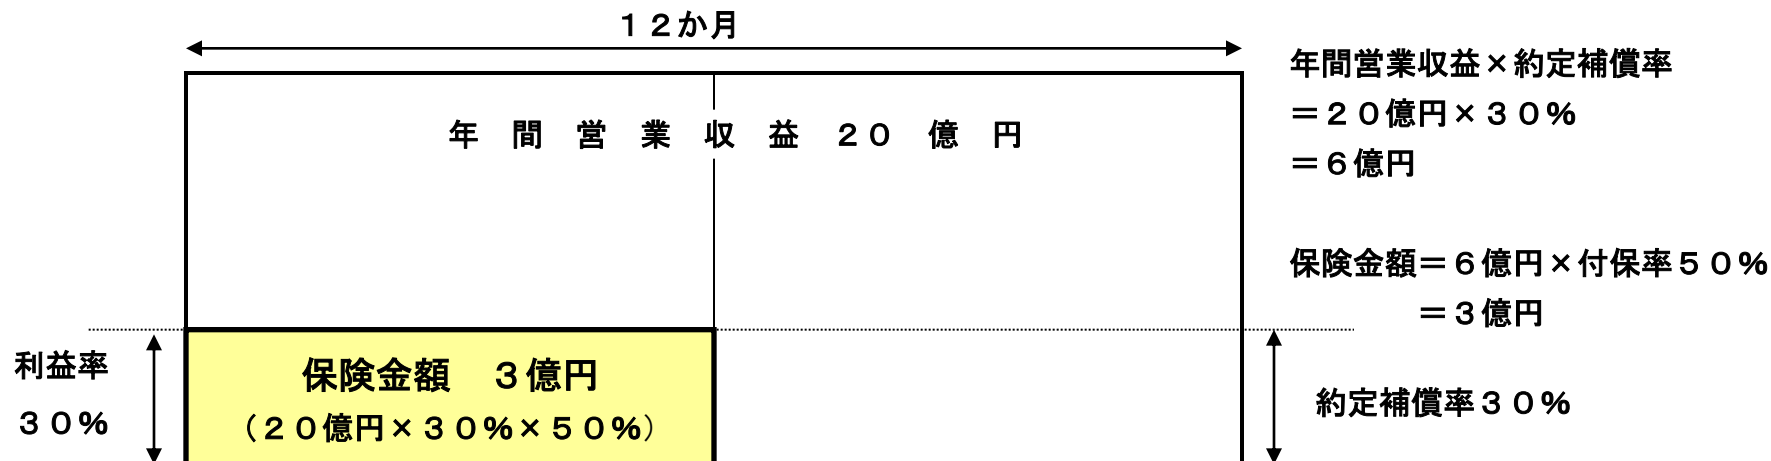 １２か月
年間営業収益２０億円
年間営業収益×約定補償率
＝２０億円×３０％
＝６億円
保険金額＝６億円×付保率５０％
＝３億円
利益率
３０％
保険金額　３億円
（２０億円×３０％×５０％）
約定補償率３０％